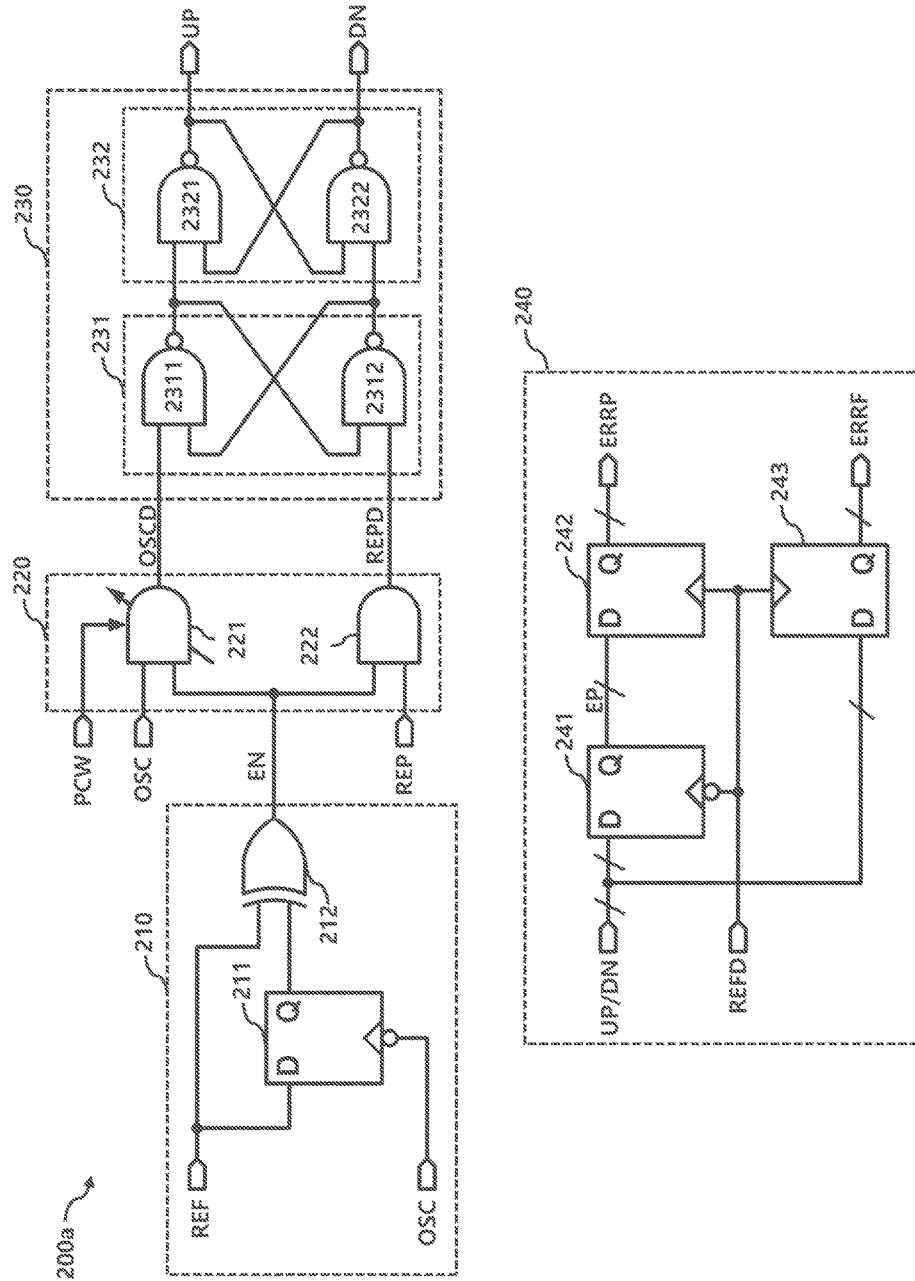 200a
210
REF
D
Q
211
212
OSC
EN
PCW
OSC
REP
220
221
222
OSCD
REPD
230
231
2311
2312
232
2321
2322
UP
DN
240
UP/DN
REFD
241
D
Q
EP
242
D
Q
243
D
Q
ERRP
ERRF